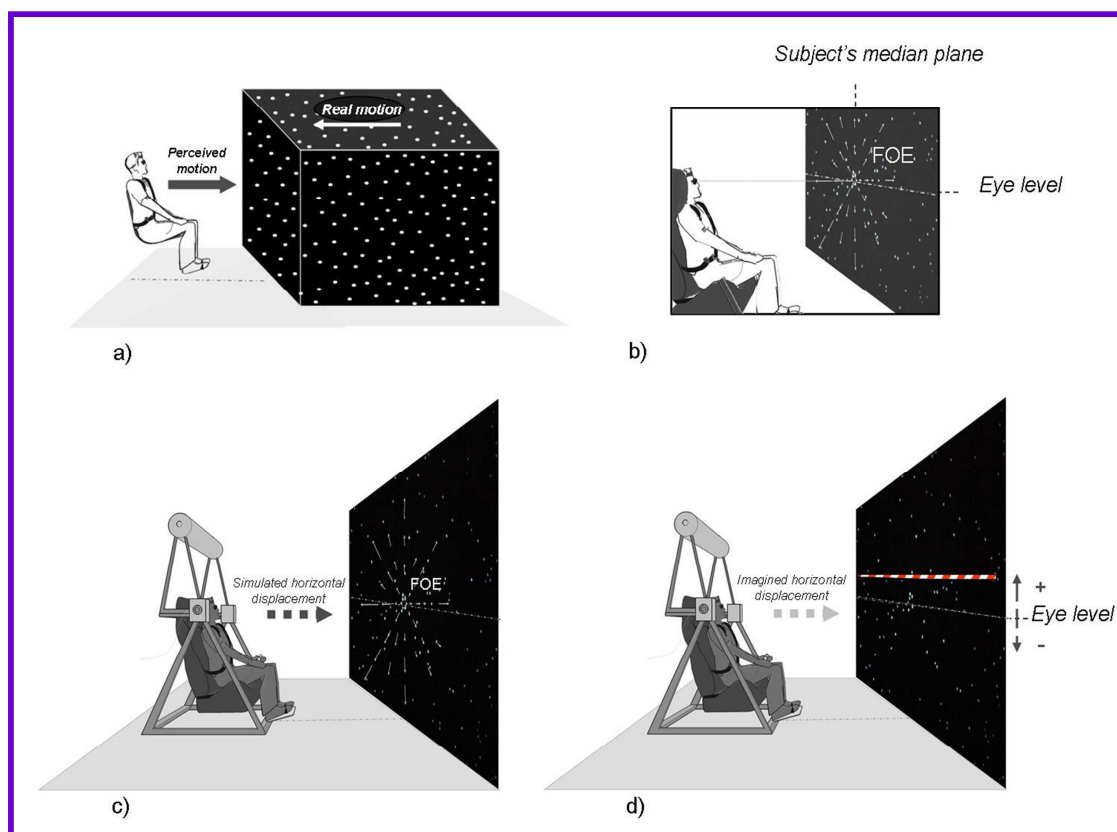 Real motion
Perceived
motion
a)
Subject's median plane
FOE
Eye level
b)
Simulated horizontal
displacement
FOE
c)
Imagined horizontal
displacement
+
Eye level
-
d)